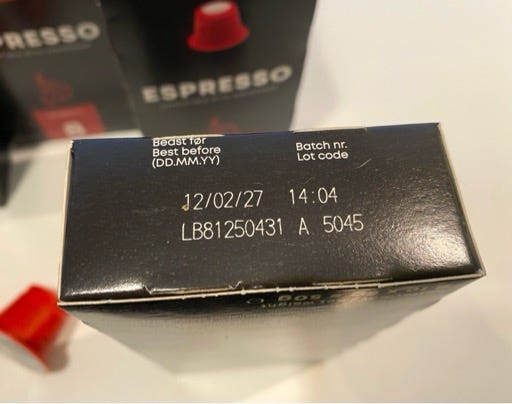 PRESSO
ESPRESSO
Bedst før
Best before
(DD.MM.YY)
Batch nr.
Lot code
12/02/27 14:04
LB81250431 A 5045